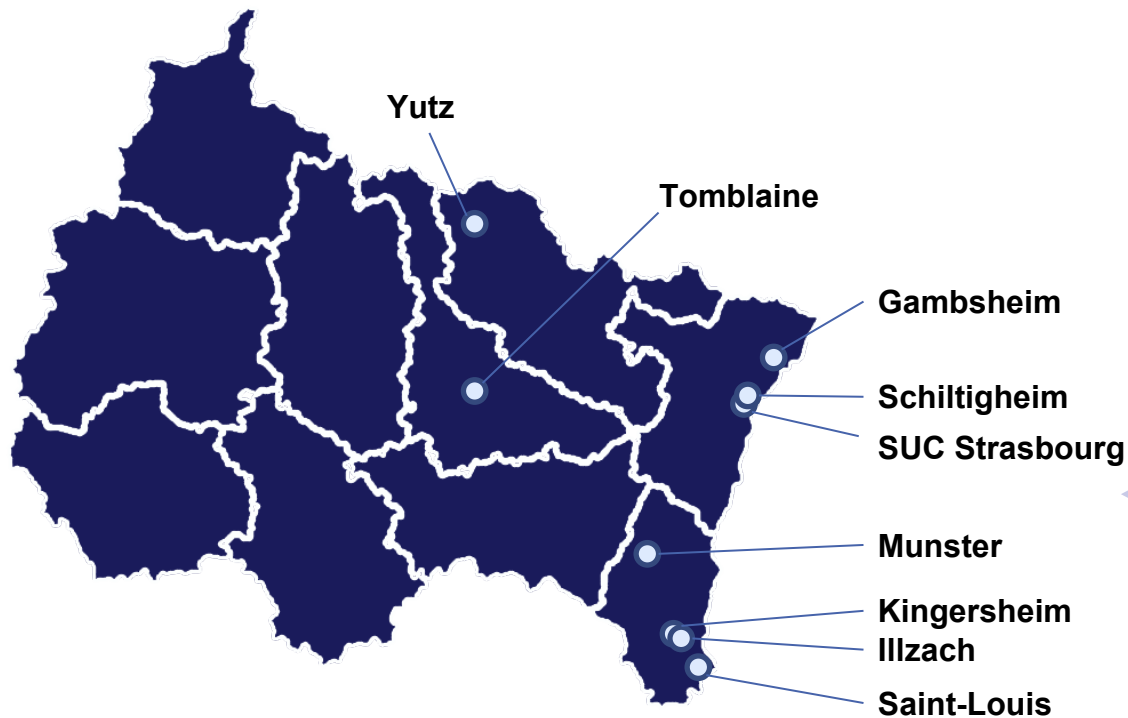 Yutz
Tomblaine
Gambsheim
Schiltigheim
SUC Strasbourg
Munster
Kingersheim
Illzach
Saint-Louis